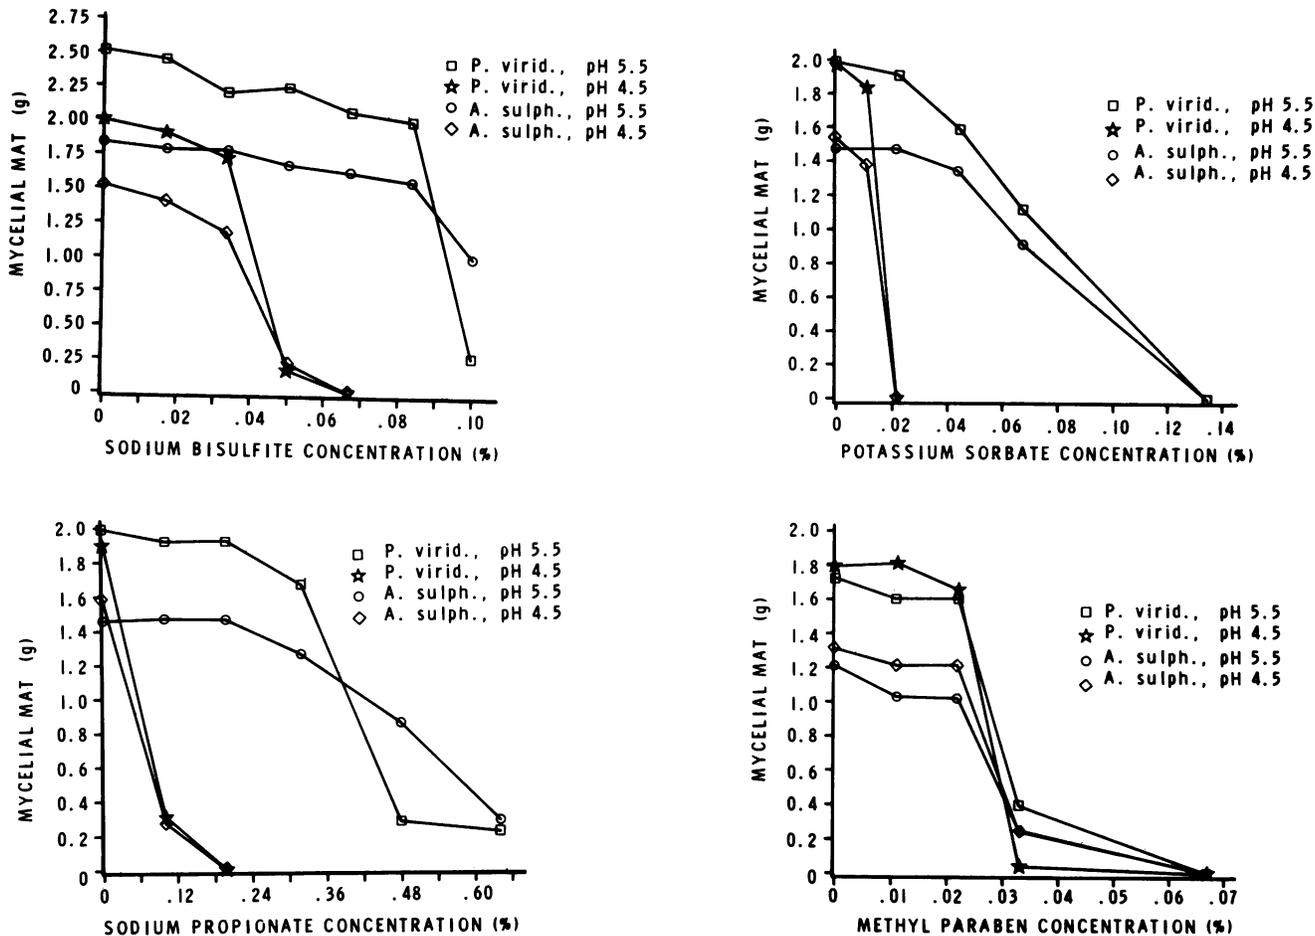 2.75
2.50
2.25
2.00
1.75
1.50
1.25
1.00
0.75
0.50
0.25
0
MYCELIAL MAT (g)
P. virid., pH 5.5
P. virid., pH 4.5
A. sulph., pH 5.5
A. sulph., pH 4.5
0 .02 .04 .06 .08 .10
SODIUM BISULFITE CONCENTRATION (%)
2.0
1.8
1.6
1.4
1.2
1.0
0.8
0.6
0.4
0.2
0
MYCELIAL MAT (g)
P. virid., pH 5.5
P. virid., pH 4.5
A. sulph., pH 5.5
A. sulph., pH 4.5
0 .02 .04 .06 .08 .10 .12 .14
POTASSIUM SORBATE CONCENTRATION (%)
2.0
1.8
1.6
1.4
1.2
1.0
0.8
0.6
0.4
0.2
0
MYCELIAL MAT (g)
P. virid., pH 5.5
P. virid., pH 4.5
A. sulph., pH 5.5
A. sulph., pH 4.5
0 .12 .24 .36 .48 .60
SODIUM PROPIONATE CONCENTRATION (%)
2.0
1.8
1.6
1.4
1.2
1.0
0.8
0.6
0.4
0.2
0
MYCELIAL MAT (g)
P. virid., pH 5.5
P. virid., pH 4.5
A. sulph., pH 5.5
A. sulph., pH 4.5
0 .01 .02 .03 .04 .05 .06 .07
METHYL PARABEN CONCENTRATION (%)